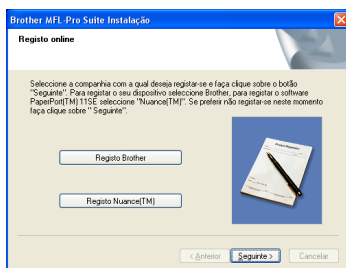 Brother MFL-Pro Suite Instalação
Registo online
Seleccione a companhia com a qual deseja registar-se e faça clique sobre o botão
"Seguinte". Para registar o seu dispositivo seleccione Brother, para registar o software
PaperPort(TM) 11SE seleccione "Nuance(TM)". Se preferir não registar-se neste momento
faça clique sobre " Seguinte".
Registo Brother
Product Registration
Registo Nuance(TM)
< Anterior
Seguinte >
Cancelar